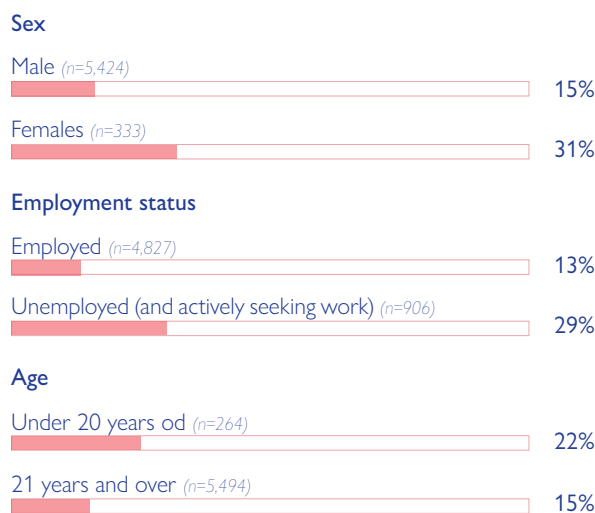 Sex
Male (n=5,424)
15%
Females (n=333)
31%
Employment status
Employed (n=4,827)
13%
Unemployed (and actively seeking work) (n=906)
29%
Age
Under 20 years od (n=264)
22%
21 years and over (n=5,494)
15%